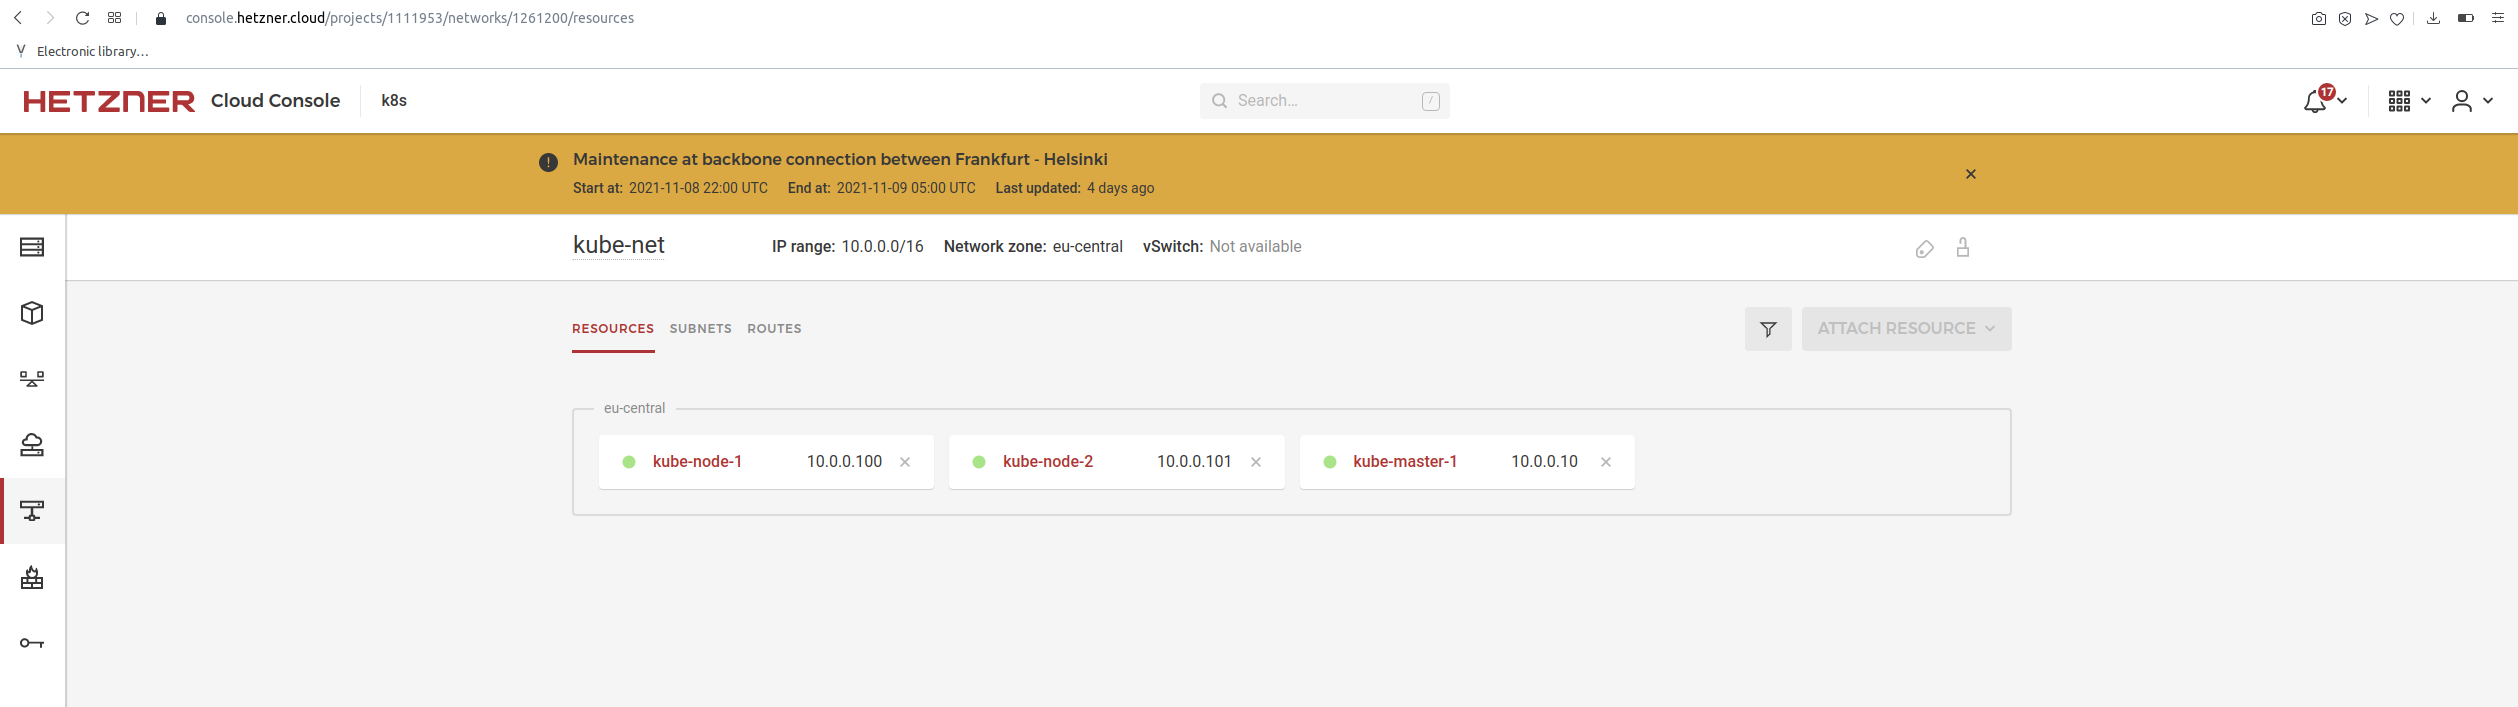 console.hetzner.cloud/projects/1111953/networks/1261200/resources
Electronic library...
HETZNER Cloud Console k8s Search... / 17
Maintenance at backbone connection between Frankfurt - Helsinki
Start at: 2021-11-08 22:00 UTC End at: 2021-11-09 05:00 UTC Last updated: 4 days ago
kube-net IP range: 10.0.0.0/16 Network zone: eu-central vSwitch: Not available
RESOURCES SUBNETS ROUTES ATTACH RESOURCE
eu-central
kube-node-1 10.0.0.100 kube-node-2 10.0.0.101 kube-master-1 10.0.0.10